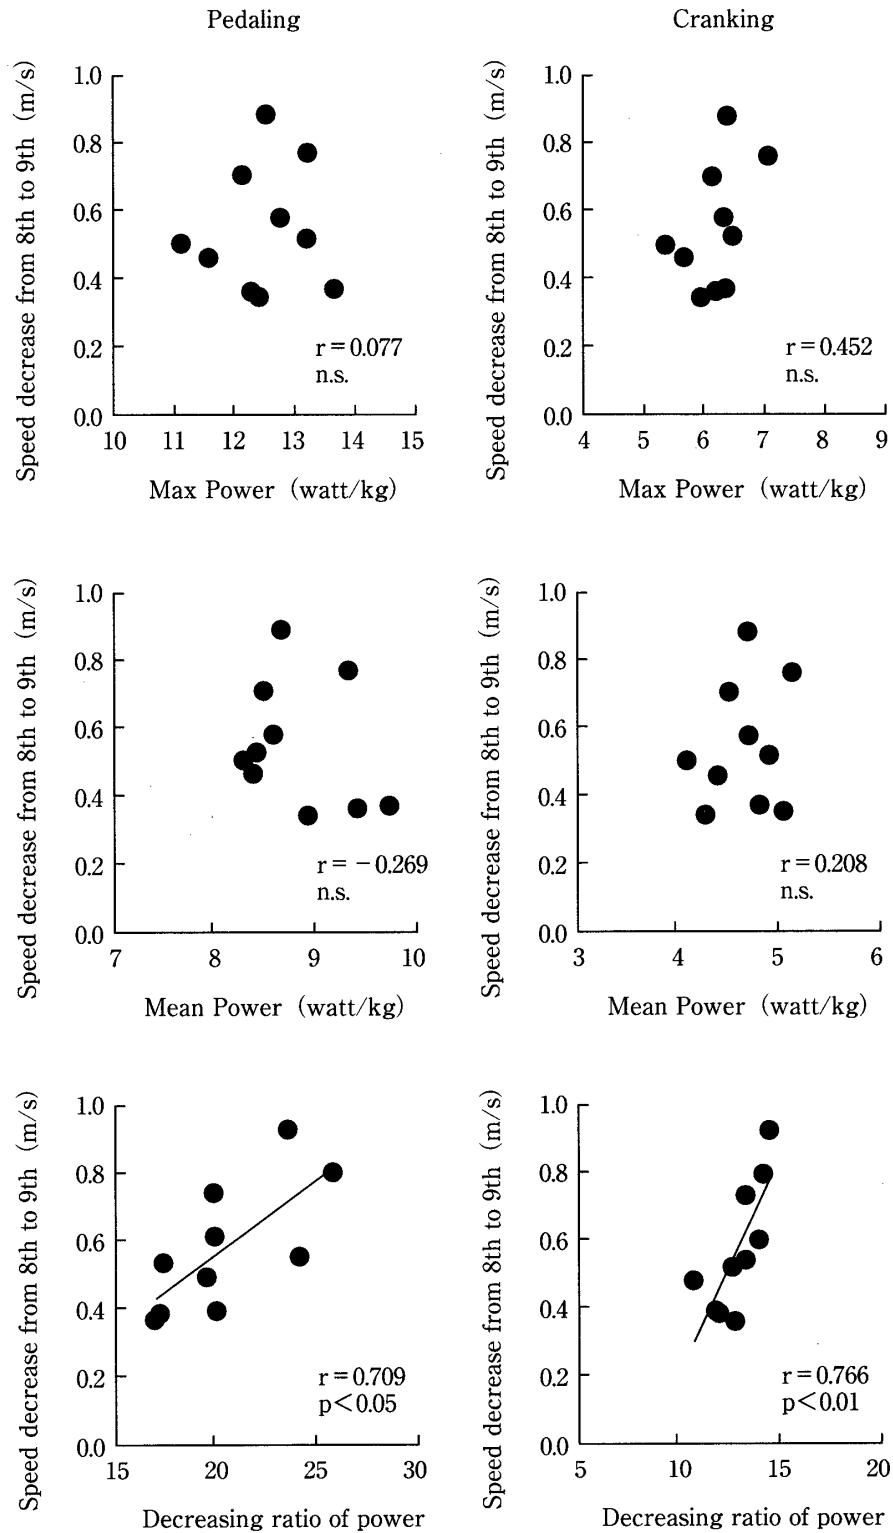 Pedaling
Cranking
Speed decrease from 8th to 9th (m/s)
1.0
0.8
0.6
0.4
0.2
0.0
10 11 12 13 14 15
r = 0.077
n.s.
Max Power (watt/kg)
Speed decrease from 8th to 9th (m/s)
1.0
0.8
0.6
0.4
0.2
0.0
4 5 6 7 8 9
r = 0.452
n.s.
Max Power (watt/kg)
Speed decrease from 8th to 9th (m/s)
1.0
0.8
0.6
0.4
0.2
0.0
7 8 9 10
r = −0.269
n.s.
Mean Power (watt/kg)
Speed decrease from 8th to 9th (m/s)
1.0
0.8
0.6
0.4
0.2
0.0
3 4 5 6
r = 0.208
n.s.
Mean Power (watt/kg)
Speed decrease from 8th to 9th (m/s)
1.0
0.8
0.6
0.4
0.2
0.0
15 20 25 30
r = 0.709
p < 0.05
Decreasing ratio of power
Speed decrease from 8th to 9th (m/s)
1.0
0.8
0.6
0.4
0.2
0.0
5 10 15 20
r = 0.766
p < 0.01
Decreasing ratio of power